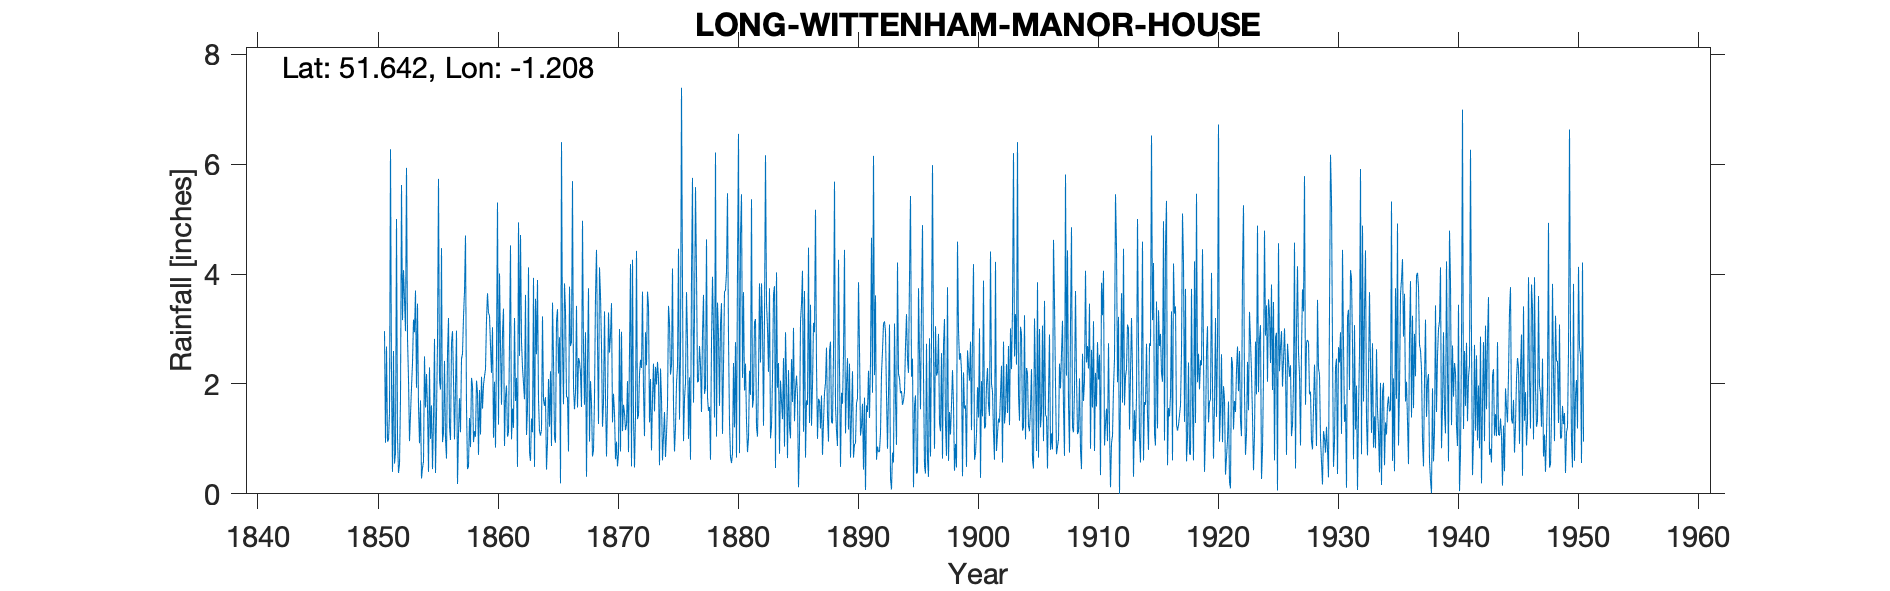 LONG-WITTENHAM-MANOR-HOUSE
Lat: 51.642, Lon: -1.208
8
6
4
2
0
Rainfall [inches]
1840 1850 1860 1870 1880 1890 1900 1910 1920 1930 1940 1950 1960
Year